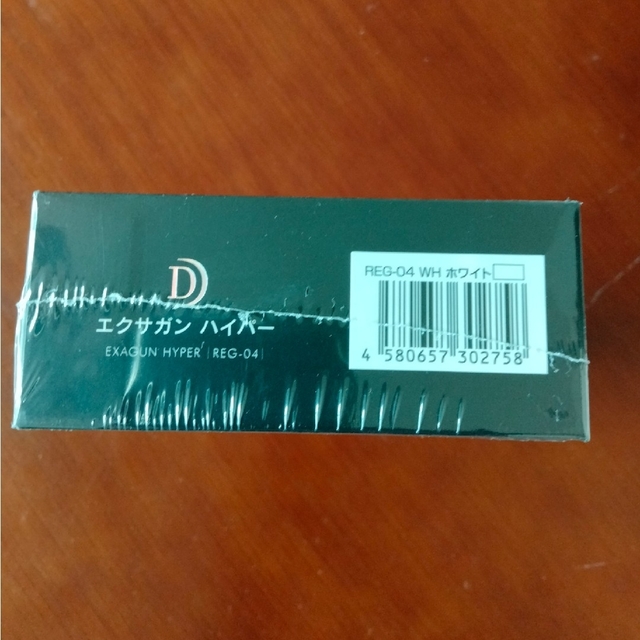 D
エクサガン ハイパー
EXAGUN HYPER |REG-04|
REG-04 WH ホワイト
4 580657 302758